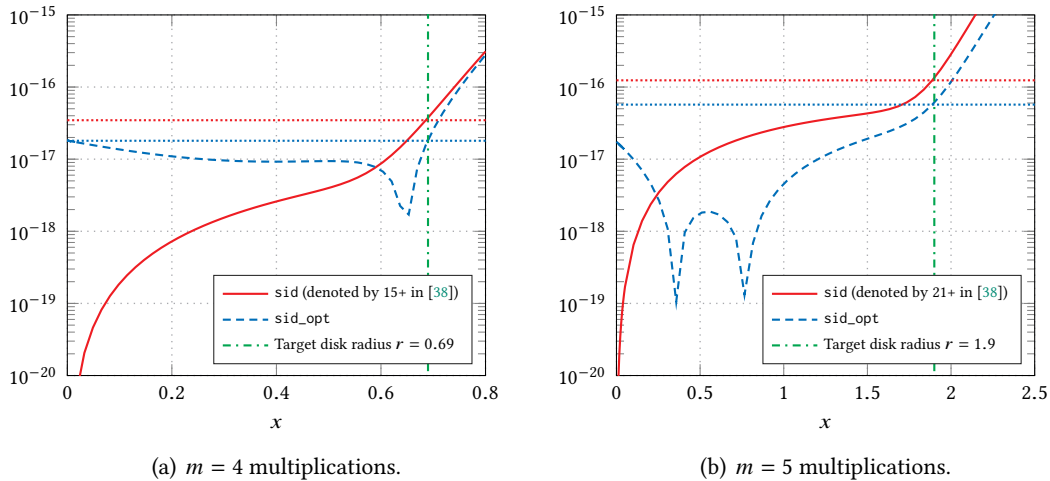 10⁻¹⁵
10⁻¹⁶
10⁻¹⁷
10⁻¹⁸
10⁻¹⁹
10⁻²⁰
0 0.2 0.4 0.6 0.8
x
sid (denoted by 15+ in [38])
sid_opt
Target disk radius r = 0.69
(a) m = 4 multiplications.
10⁻¹⁵
10⁻¹⁶
10⁻¹⁷
10⁻¹⁸
10⁻¹⁹
10⁻²⁰
0 0.5 1 1.5 2 2.5
x
sid (denoted by 21+ in [38])
sid_opt
Target disk radius r = 1.9
(b) m = 5 multiplications.